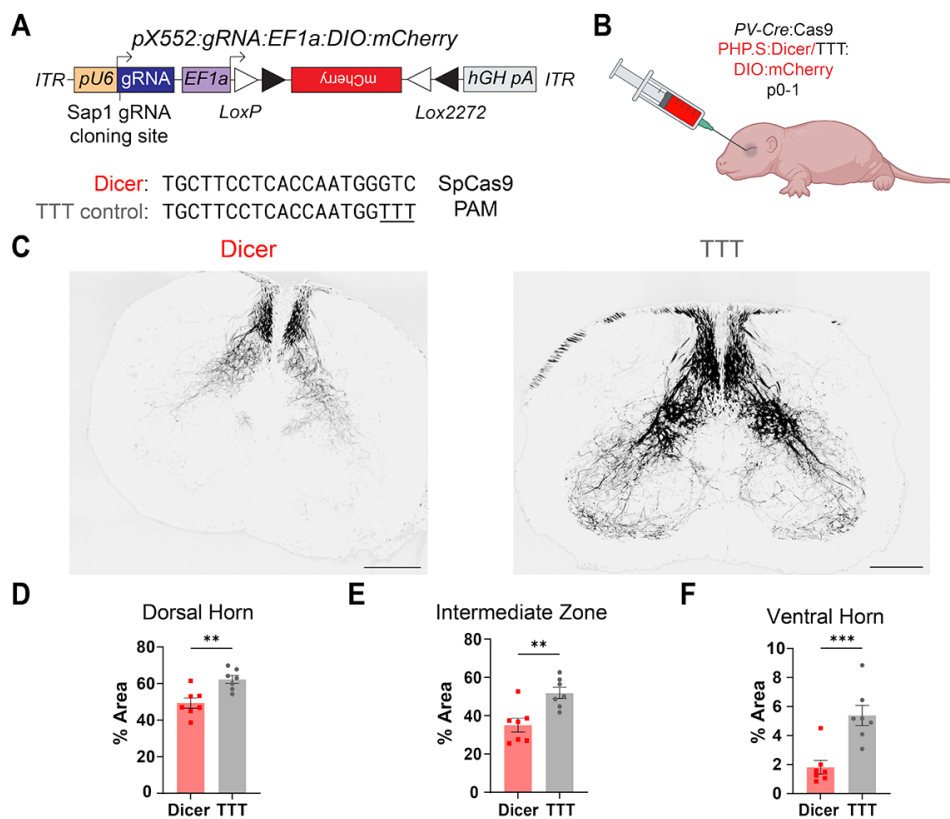 A
pX552:gRNA:EF1a:DIO:mCherry
ITR pU6 gRNA EF1a mCherry hGH pA ITR
Sap1 gRNA
cloning site
LoxP
Lox2272
Dicer: TGCTTCCTCACCAATGGGTC SpCas9
TTT control: TGCTTCCTCACCAATGGTTT PAM
B
PV-Cre:Cas9
PHP.S:Dicer/TTT:
DIO:mCherry
p0-1
C
Dicer
TTT
D
Dorsal Horn
**
% Area
80
60
40
20
0
Dicer TTT
E
Intermediate Zone
**
% Area
80
60
40
20
0
Dicer TTT
F
Ventral Horn
***
% Area
10
8
6
4
2
0
Dicer TTT